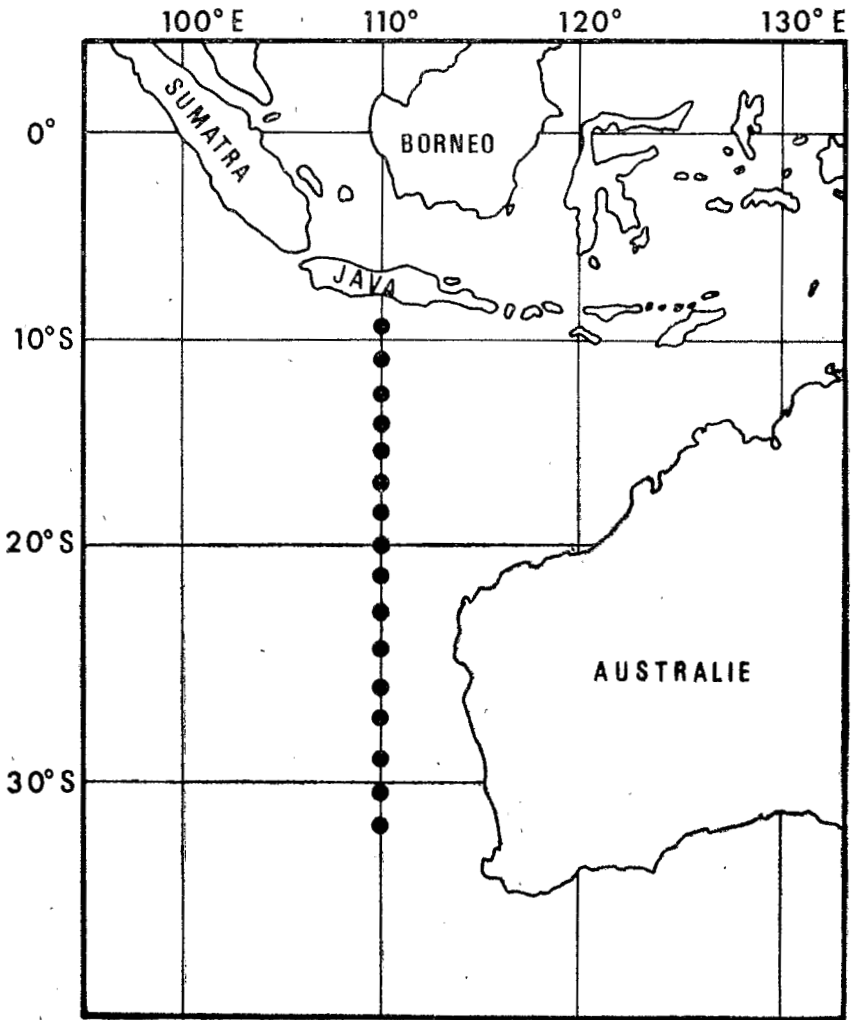 100° E 110° 120° 130° E
SUMATRA
0°
BORNEO
JAVA
10° S
20° S
AUSTRALIE
30° S